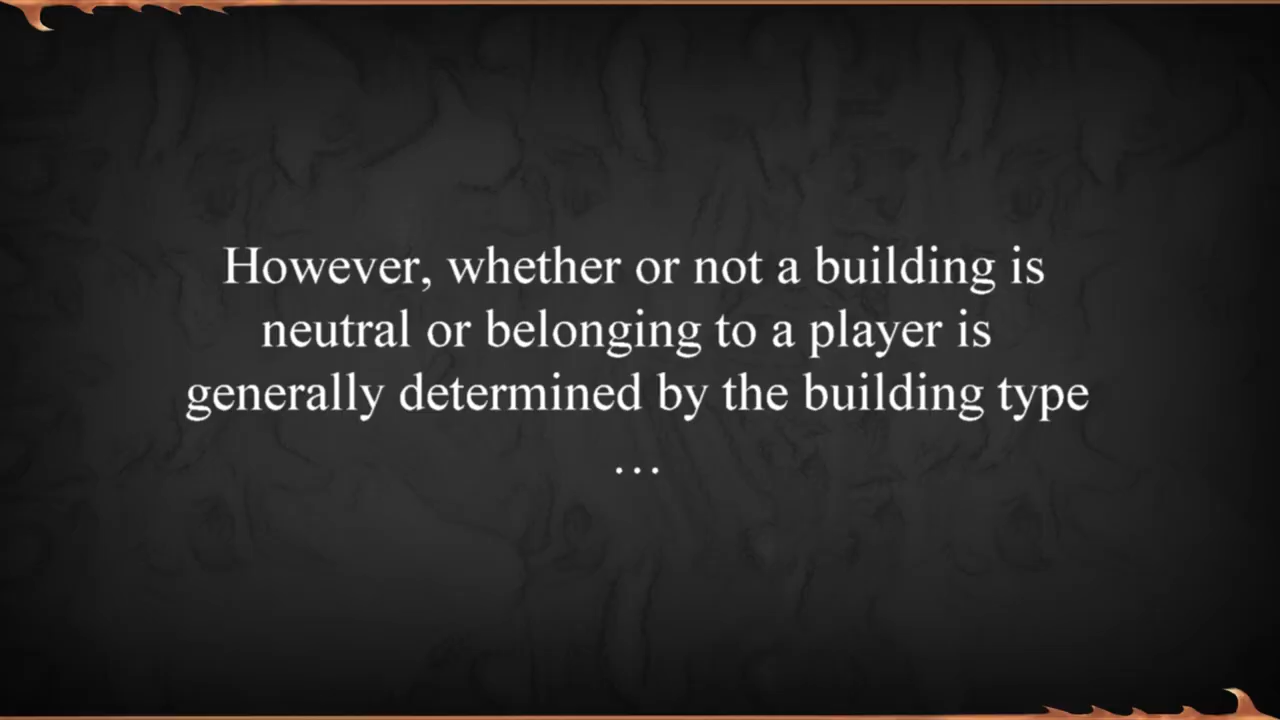 However, whether or not a building is
neutral or belonging to a player is
generally determined by the building type
…